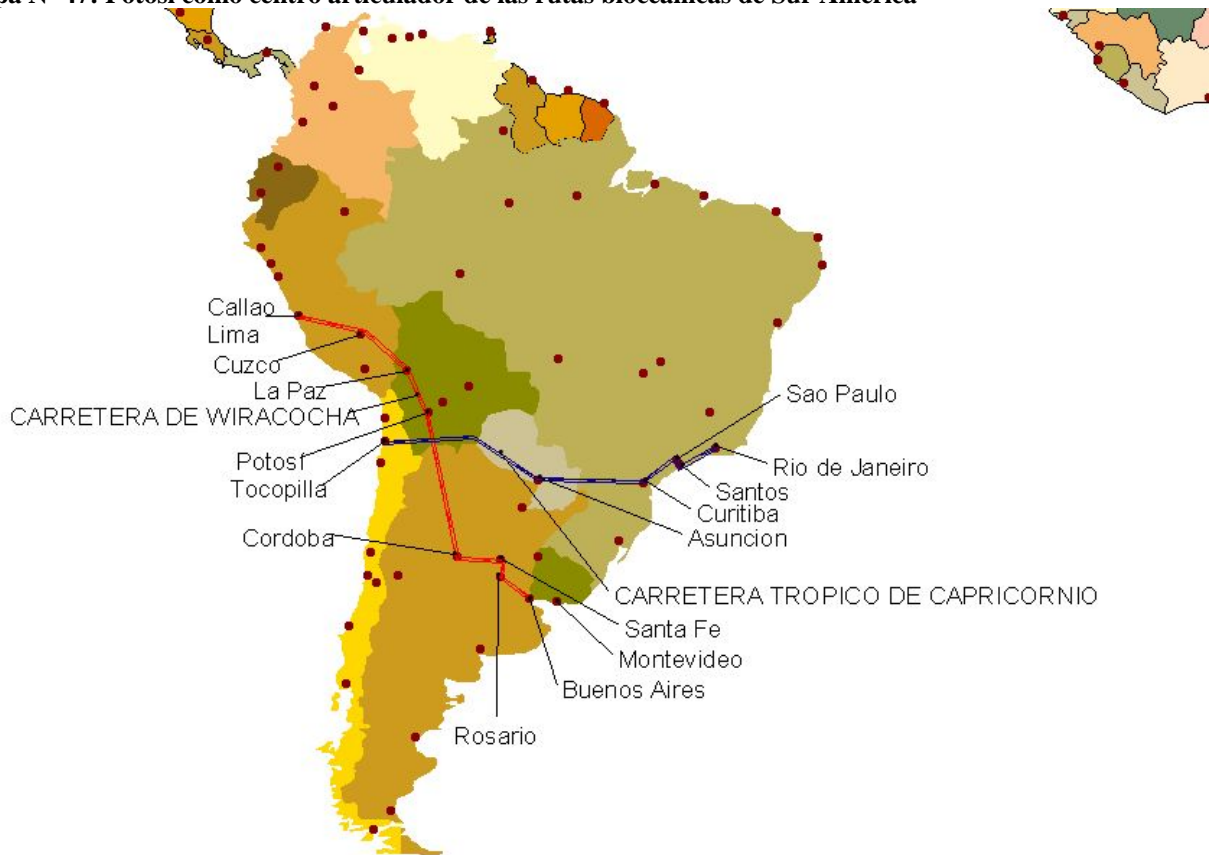 Nº 47: Potosí como centro articulador de las rutas bioceánicas de Sur América
Callao
Lima
Cuzco
La Paz
CARRETERA DE WIRACOCHA
Potosí
Tocopilla
Cordoba
Sao Paulo
Rio de Janeiro
Santos
Curitiba
Asuncion
CARRETERA TROPICO DE CAPRICORNIO
Santa Fe
Montevideo
Buenos Aires
Rosario